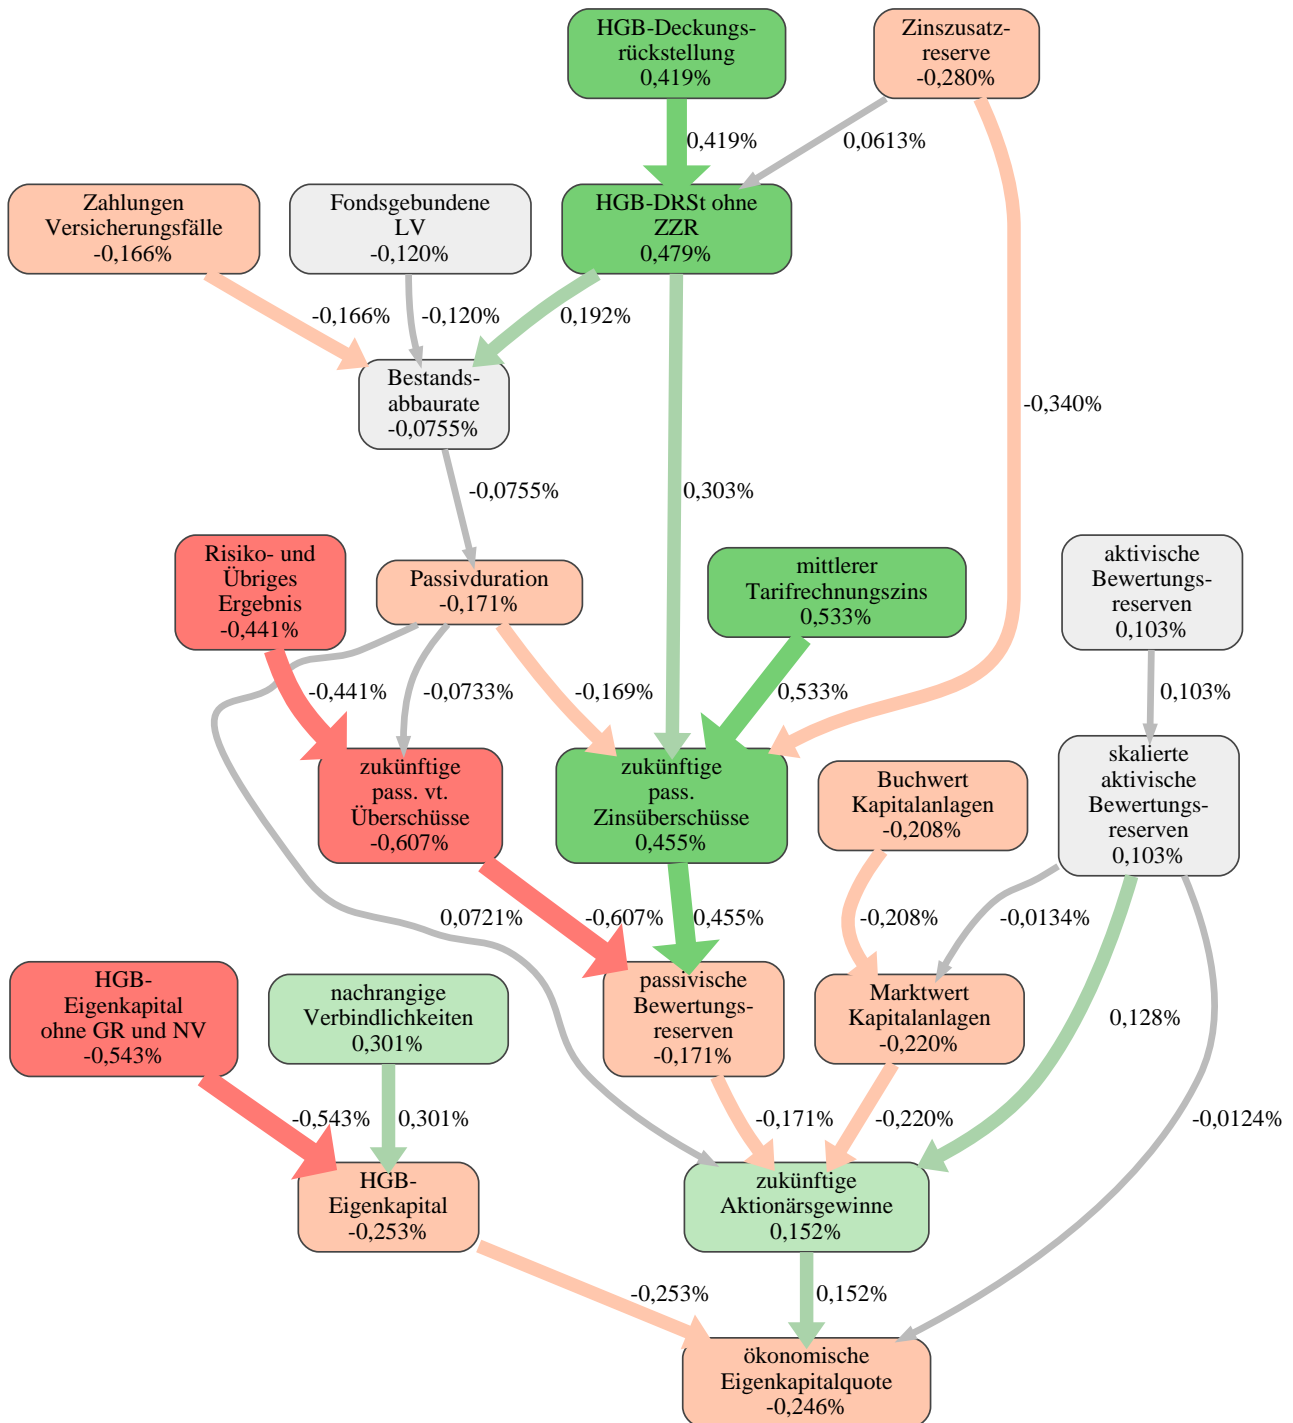 HGB-Deckungs-
rückstellung
0,419%
Zinszusatz-
reserve
-0,280%
0,419%
0,0613%
Zahlungen
Versicherungsfälle
-0,166%
Fondsgebundene
LV
-0,120%
HGB-DRSt ohne
ZZR
0,479%
-0,166%
-0,120%
0,192%
Bestands-
abbaurate
-0,0755%
-0,340%
-0,0755%
0,303%
Risiko- und
Übriges
Ergebnis
-0,441%
Passivduration
-0,171%
mittlerer
Tarifrechnungszins
0,533%
aktivische
Bewertungs-
reserven
0,103%
-0,441%
-0,0733%
-0,169%
0,533%
0,103%
zukünftige
pass. vt.
Überschüsse
-0,607%
zukünftige
pass.
Zinsüberschüsse
0,455%
Buchwert
Kapitalanlagen
-0,208%
skalierte
aktivische
Bewertungs-
reserven
0,103%
0,0721%
-0,607%
0,455%
-0,208%
-0,0134%
HGB-
Eigenkapital
ohne GR und NV
-0,543%
nachrangige
Verbindlichkeiten
0,301%
passivische
Bewertungs-
reserven
-0,171%
Marktwert
Kapitalanlagen
-0,220%
0,128%
-0,543%
0,301%
-0,171%
-0,220%
-0,0124%
HGB-
Eigenkapital
-0,253%
zukünftige
Aktionärsgewinne
0,152%
-0,253%
0,152%
ökonomische
Eigenkapitalquote
-0,246%